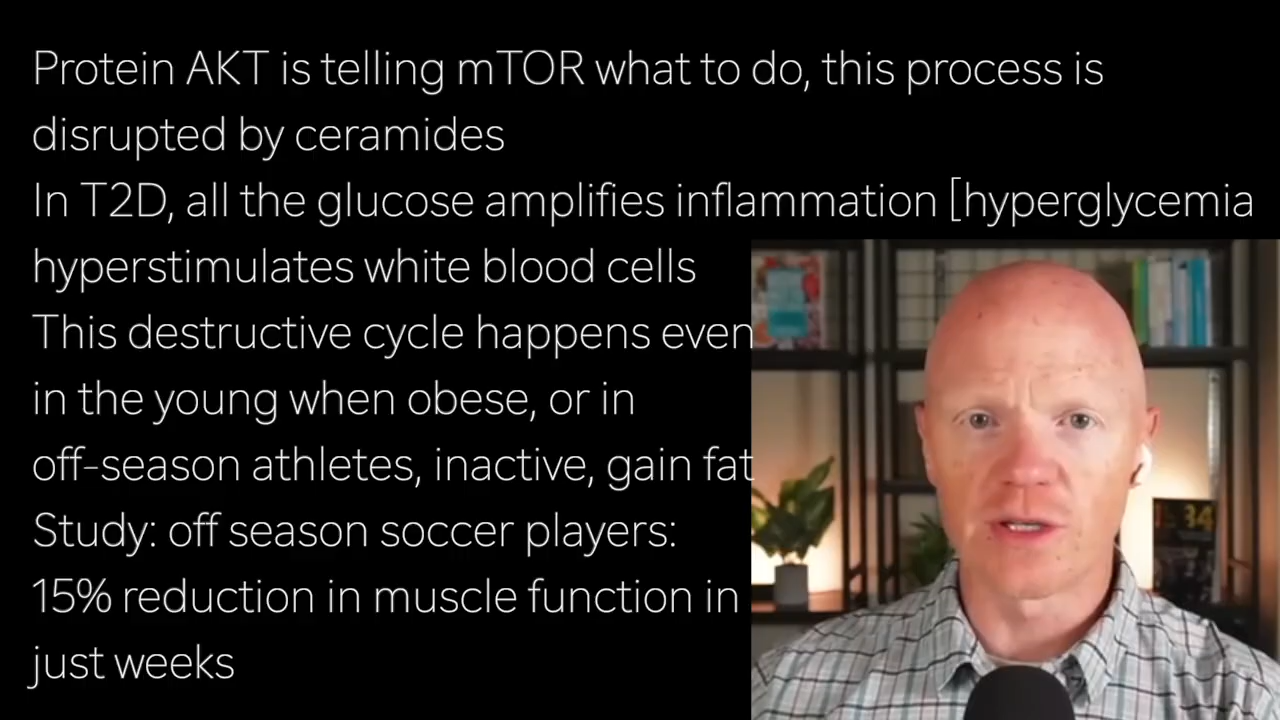 Protein AKT is telling mTOR what to do, this process is
disrupted by ceramides
In T2D, all the glucose amplifies inflammation [hyperglycemia
hyperstimulates white blood cells
This destructive cycle happens even
in the young when obese, or in
off-season athletes, inactive, gain fat
Study: off season soccer players:
15% reduction in muscle function in
just weeks